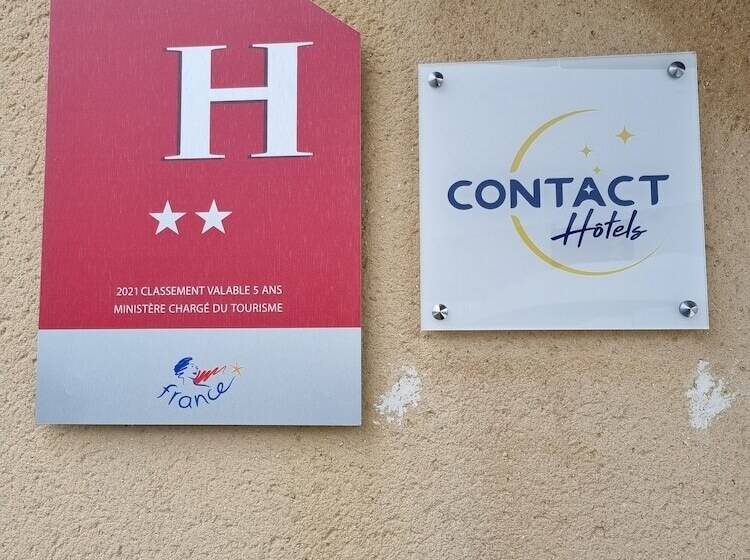 H
2021 CLASSEMENT VALABLE 5 ANS
MINISTÈRE CHARGÉ DU TOURISME
france
CONTACT
Hôtels